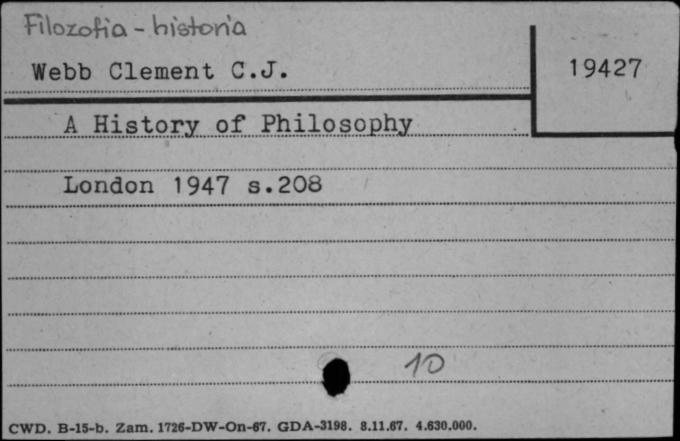 Filozofia - historia
Webb Clement C.J.
19427
A History of Philosophy
London 1947 s.208
10
CWD. B-15-b. Zam. 1726-DW-On-67. GDA-3198. 8.11.67. 4.630.000.